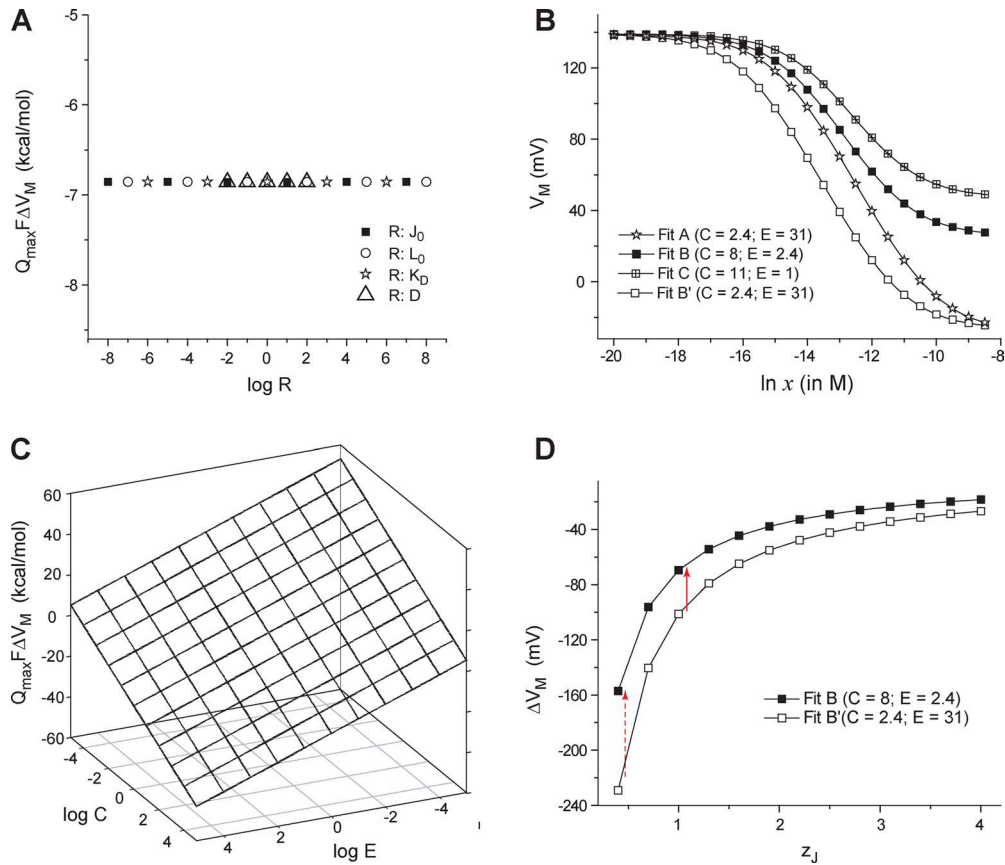 A
Q_max FΔV_M (kcal/mol)
-5
-6
-7
-8
-8 -6 -4 -2 0 2 4 6 8
log R
R: J_0
R: L_0
R: K_D
R: D
B
V_M (mV)
120
80
40
0
-20 -18 -16 -14 -12 -10 -8
ln x (in M)
Fit A (C = 2.4; E = 31)
Fit B (C = 8; E = 2.4)
Fit C (C = 11; E = 1)
Fit B' (C = 2.4; E = 31)
C
Q_max FΔV_M (kcal/mol)
60
40
20
0
-20
-40
-60
-4 -2 0 2 4
log C
4 2 0 -2 -4
log E
D
ΔV_M (mV)
-40
-80
-120
-160
-200
-240
1 2 3 4
z_J
Fit B (C = 8; E = 2.4)
Fit B'(C = 2.4; E = 31)